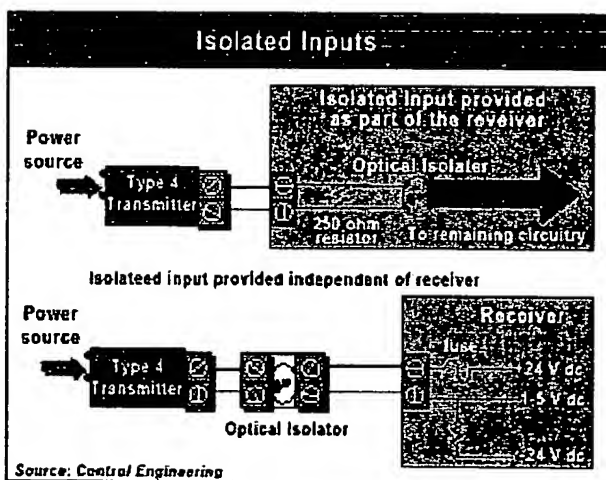 Isolated Inputs
Isolated Input provided
as part of the reveiver
Power
source
Type 4
Transmitter
Optical Isolater
250 ohm
resistor
To remaining circuitry
Isolateed input provided independent of receiver
Power
source
Type 4
Transmitter
Optical Isolator
Receiver
fuse
24 V dc
1-5 V dc
24 V dc
Source: Control Engineering